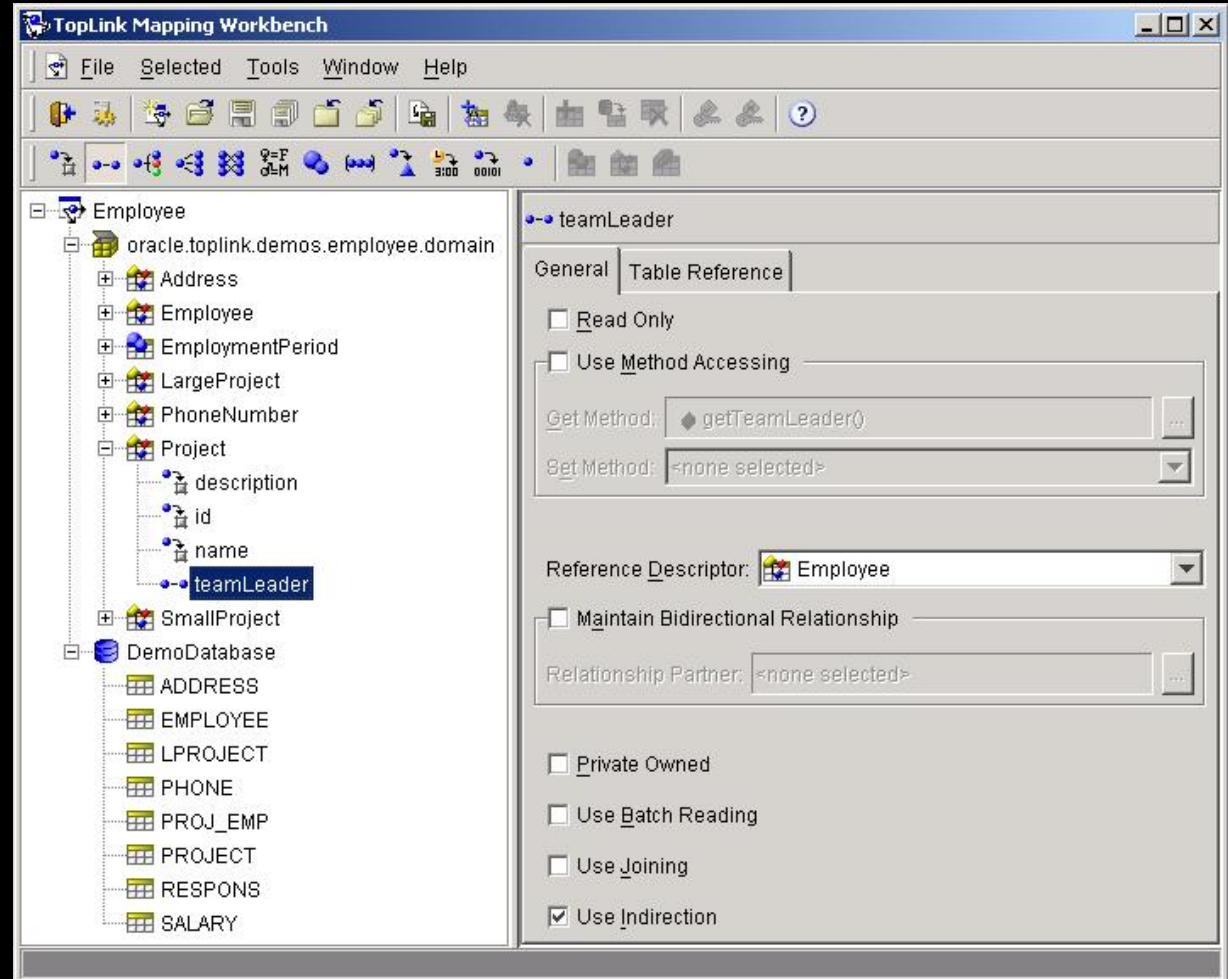 TopLink Mapping Workbench
File Selected Tools Window Help
Employee
oracle.toplink.demos.employee.domain
Address
Employee
EmploymentPeriod
LargeProject
PhoneNumber
Project
description
id
name
teamLeader
SmallProject
DemoDatabase
ADDRESS
EMPLOYEE
LPROJECT
PHONE
PROJ_EMP
PROJECT
RESPONS
SALARY
teamLeader
General Table Reference
Read Only
Use Method Accessing
Get Method: getTeamLeader() ...
Set Method: <none selected>
Reference Descriptor: Employee
Maintain Bidirectional Relationship
Relationship Partner: <none selected> ...
Private Owned
Use Batch Reading
Use Joining
Use Indirection